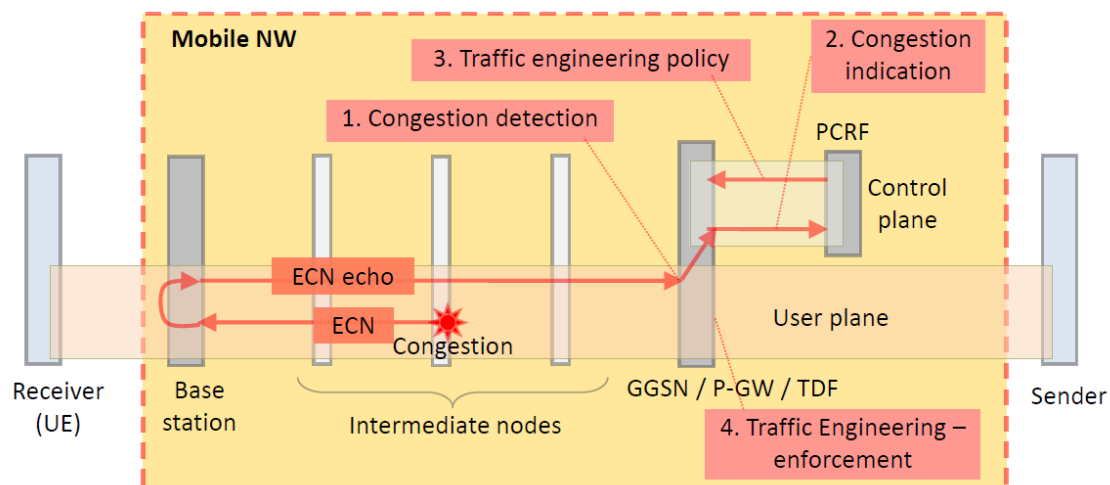 Mobile NW
2. Congestion
indication
3. Traffic engineering policy
1. Congestion detection
PCRF
Control
plane
ECN echo
ECN
Congestion
User plane
Receiver
(UE)
Base
station
Intermediate nodes
GGSN / P-GW / TDF
Sender
4. Traffic Engineering –
enforcement